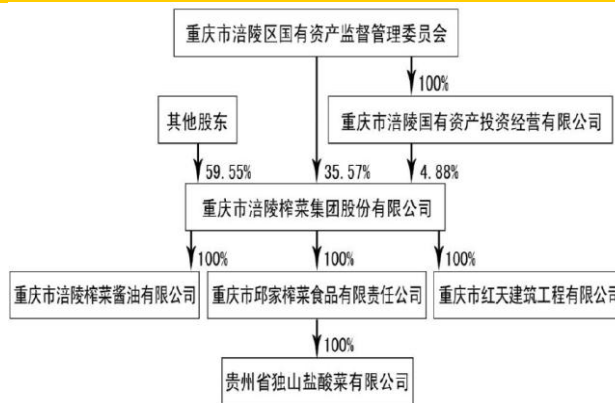 重庆市涪陵区国有资产监督管理委员会
100%
其他股东
重庆市涪陵国有资产投资经营有限公司
59.55%
35.57%
4.88%
重庆市涪陵榨菜集团股份有限公司
100%
100%
100%
重庆市涪陵榨菜酱油有限公司
重庆市邱家榨菜食品有限责任公司
重庆市红天建筑工程有限公司
100%
贵州省独山盐酸菜有限公司